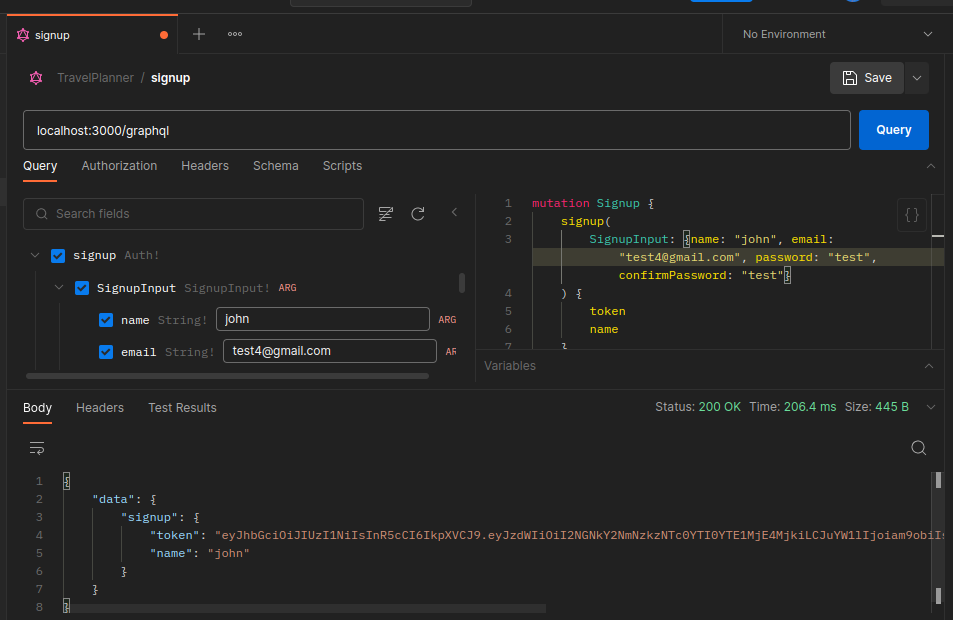 signup
No Environment
TravelPlanner / signup
Save
localhost:3000/graphql
Query
Query Authorization Headers Schema Scripts
Search fields
signup Auth!
SignupInput SignupInput! ARG
name String! john ARG
email String! test4@gmail.com AR
1 mutation Signup {
2 signup(
3 SignupInput: {name: "john", email:
"test4@gmail.com", password: "test",
confirmPassword: "test"}
4 ) {
5 token
6 name
7 }
{}
Variables
Body Headers Test Results
Status: 200 OK Time: 206.4 ms Size: 445 B
1 {
2 "data": {
3 "signup": {
4 "token": "eyJhbGciOiJIUzI1NiIsInR5cCI6IkpXVCJ9.eyJzdWIiOiI2NGNkY2NmNzkzNTc0YTI0YTE1MjE4MjkiLCJuYW1lIjoiam9obiIs
5 "name": "john"
6 }
7 }
8 }